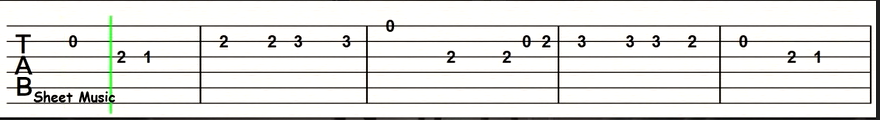 0
0 2 2 3 3 0 2 3 3 3 2 0
T 2 1 2 2 2 1
A
B
Sheet Music